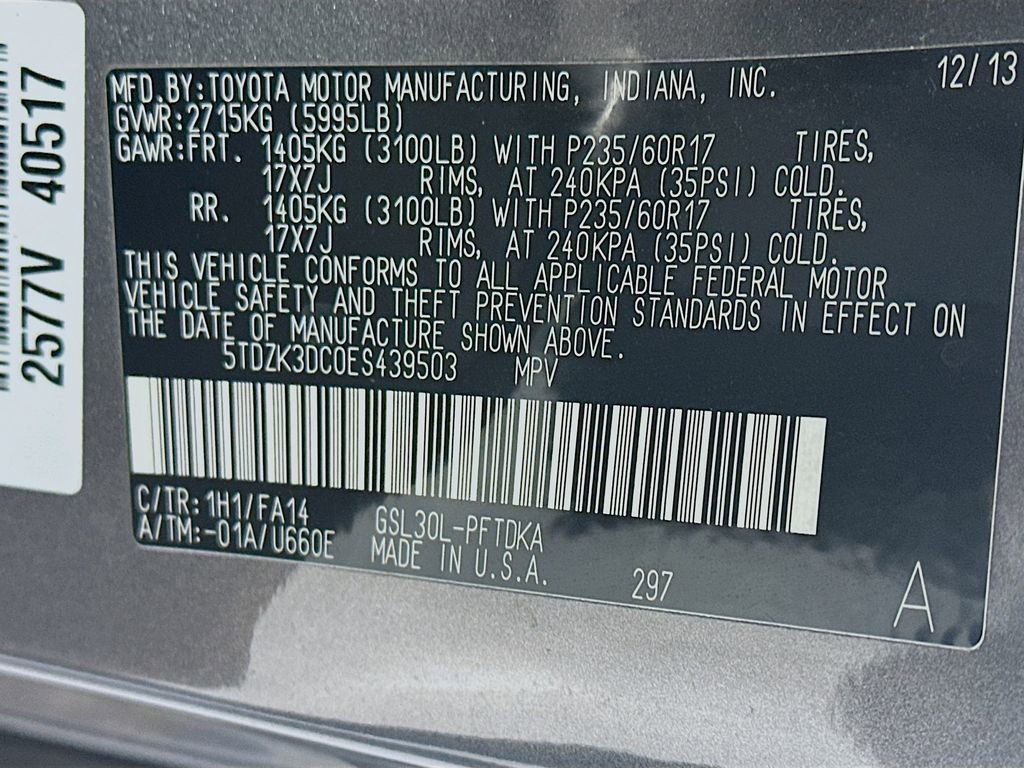 MFD.BY:TOYOTA MOTOR MANUFACTURING, INDIANA, INC. 12/13
GVWR:2715KG (5995LB)
GAWR:FRT. 1405KG (3100LB) WITH P235/60R17 TIRES,
17X7J RIMS, AT 240KPA (35PSI) COLD.
RR. 1405KG (3100LB) WITH P235/60R17 TIRES,
17X7J RIMS, AT 240KPA (35PSI) COLD.
THIS VEHICLE CONFORMS TO ALL APPLICABLE FEDERAL MOTOR
VEHICLE SAFETY AND THEFT PREVENTION STANDARDS IN EFFECT ON
THE DATE OF MANUFACTURE SHOWN ABOVE.
5TDZK3DC0ES439503 MPV
C/TR:1H1/FA14 GSL30L-PFTDKA
A/TM:-01A/U660E MADE IN U.S.A. 297 A
2577V 40517